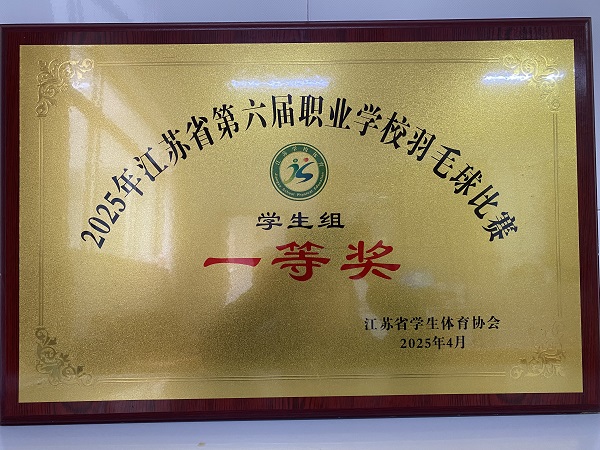 2025年江苏省第六届职业学校羽毛球比赛
学生组
一等奖
江苏省学生体育协会
2025年4月